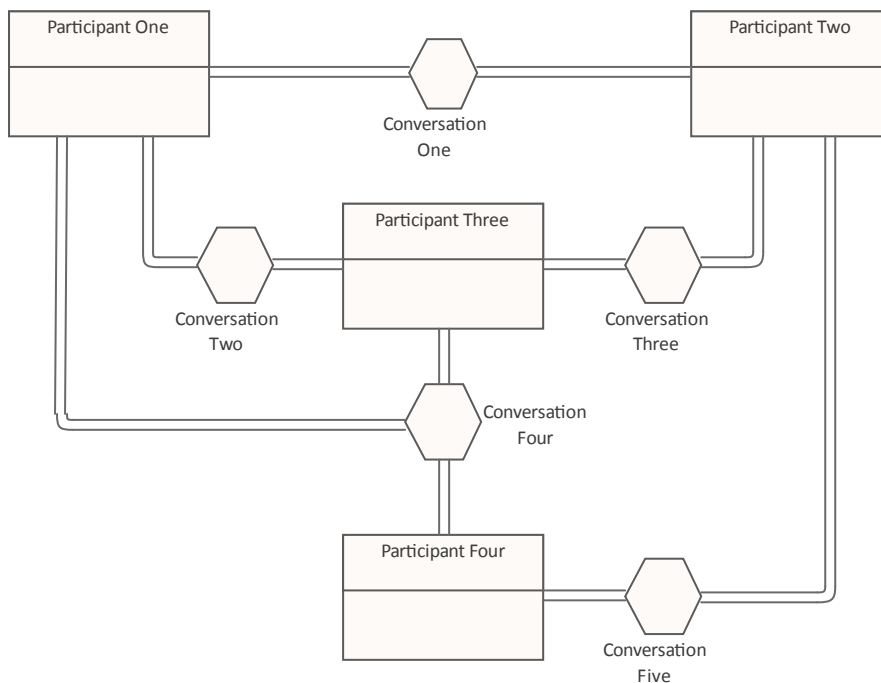 Participant One
Participant Two
Conversation
One
Participant Three
Conversation
Two
Conversation
Three
Conversation
Four
Participant Four
Conversation
Five